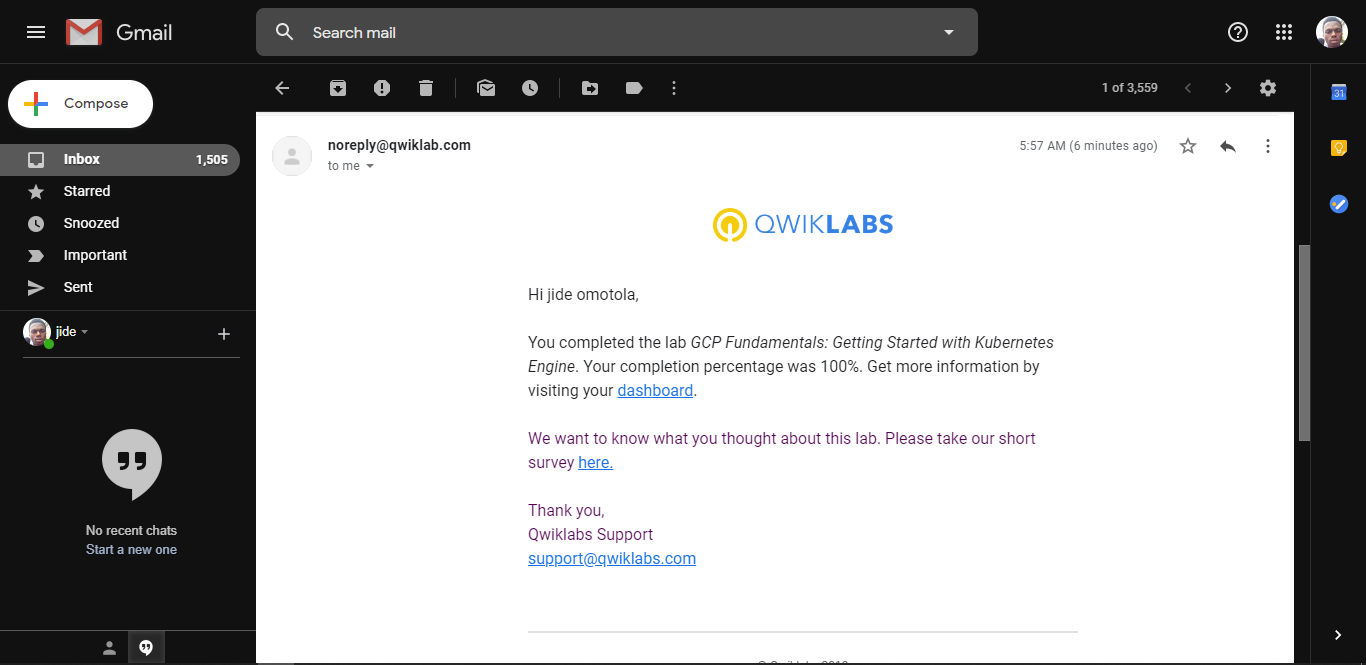 Gmail
Search mail
Compose
1 of 3,559
31
Inbox 1,505
Starred
Snoozed
Important
Sent
jide
No recent chats
Start a new one
noreply@qwiklab.com
to me
5:57 AM (6 minutes ago)
QWIKLABS
Hi jide omotola,
You completed the lab GCP Fundamentals: Getting Started with Kubernetes
Engine. Your completion percentage was 100%. Get more information by
visiting your dashboard.
We want to know what you thought about this lab. Please take our short
survey here.
Thank you,
Qwiklabs Support
support@qwiklabs.com